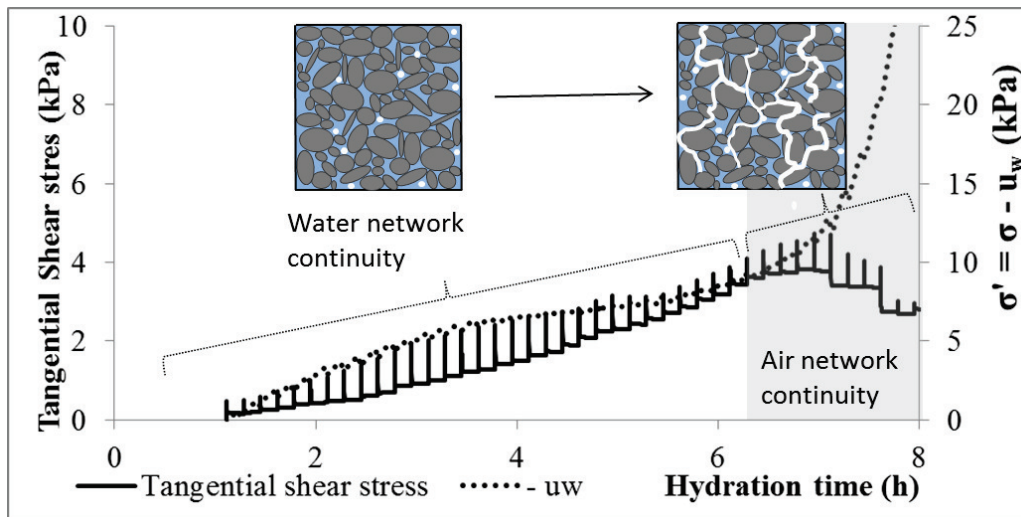 Tangential Shear stres (kPa)
10
8
6
4
2
0
Water network
continuity
Air network
continuity
25
20
15
10
5
0
σ' = σ - uw (kPa)
0 2 4 6 8
Tangential shear stress - uw Hydration time (h)